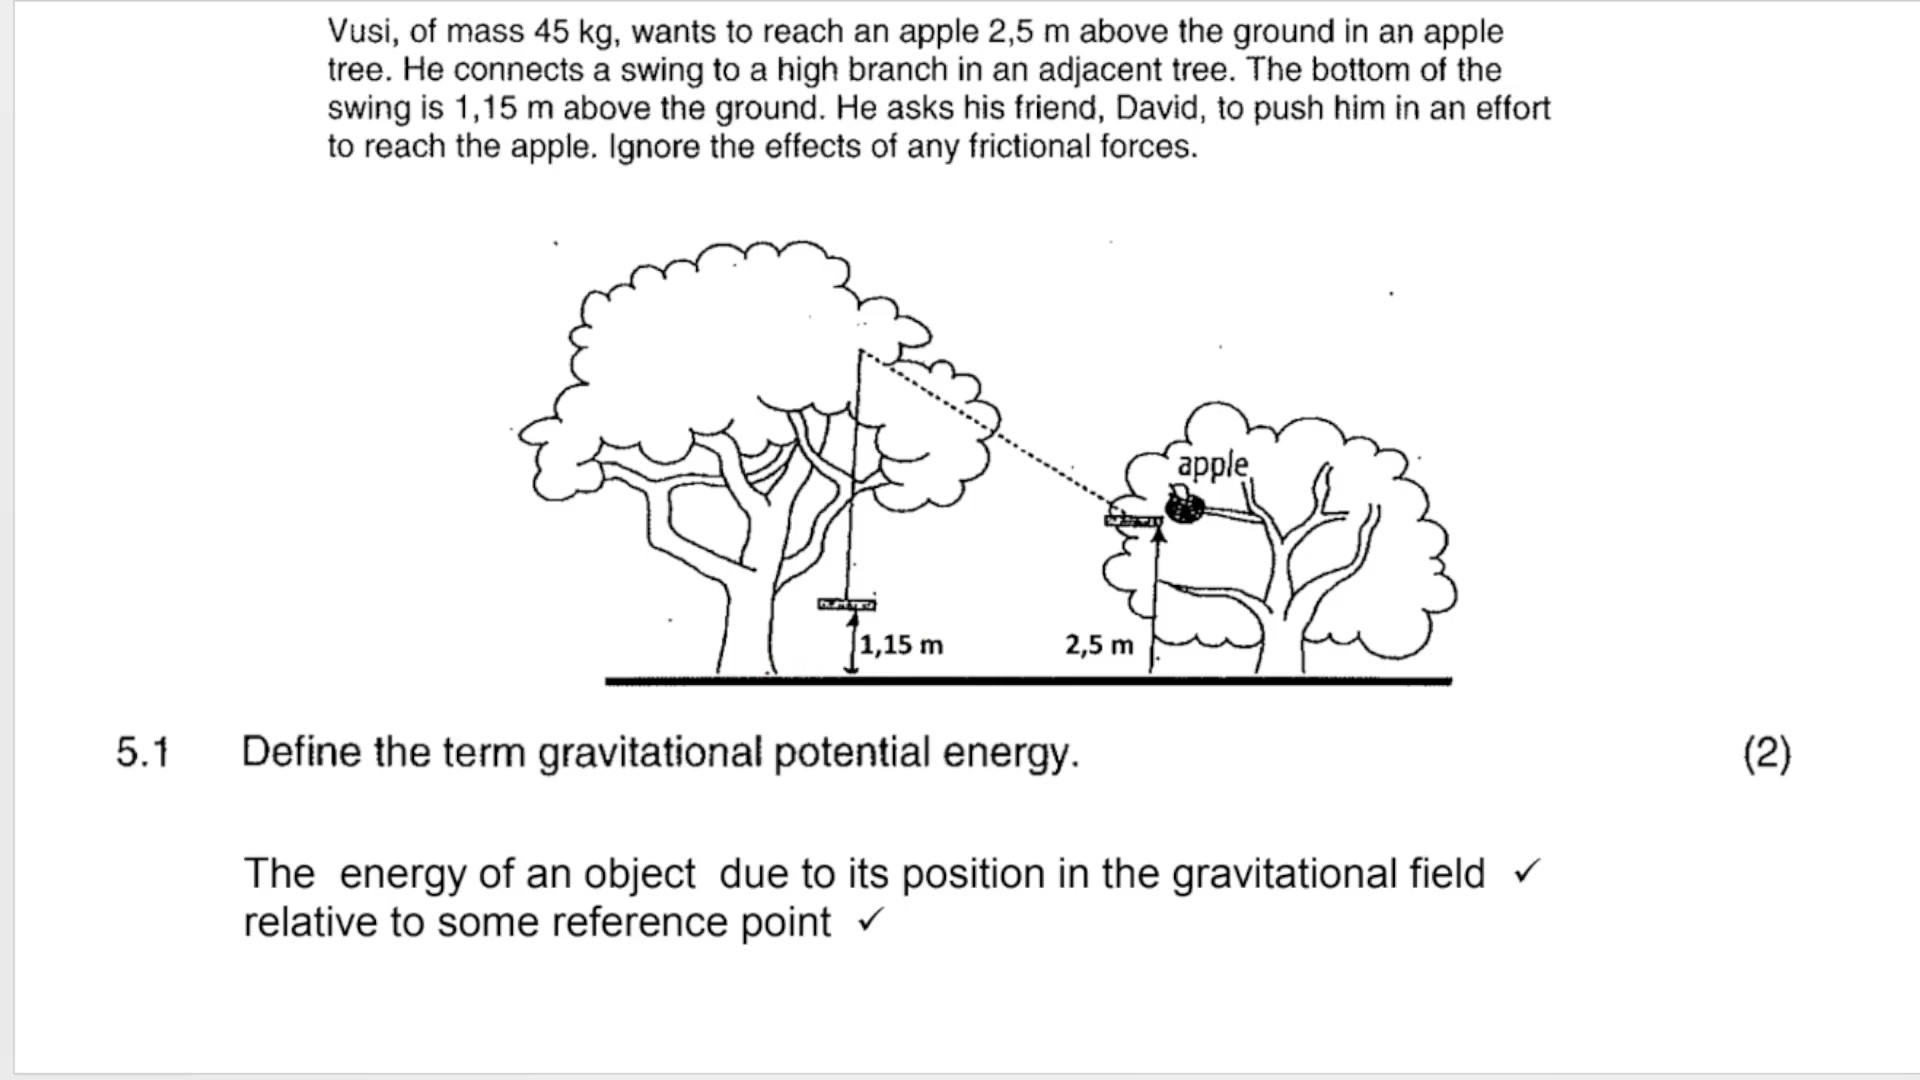 Vusi, of mass 45 kg, wants to reach an apple 2,5 m above the ground in an apple
tree. He connects a swing to a high branch in an adjacent tree. The bottom of the
swing is 1,15 m above the ground. He asks his friend, David, to push him in an effort
to reach the apple. Ignore the effects of any frictional forces.
apple
1,15 m
2,5 m
5.1 Define the term gravitational potential energy. (2)
The energy of an object due to its position in the gravitational field ✓
relative to some reference point ✓